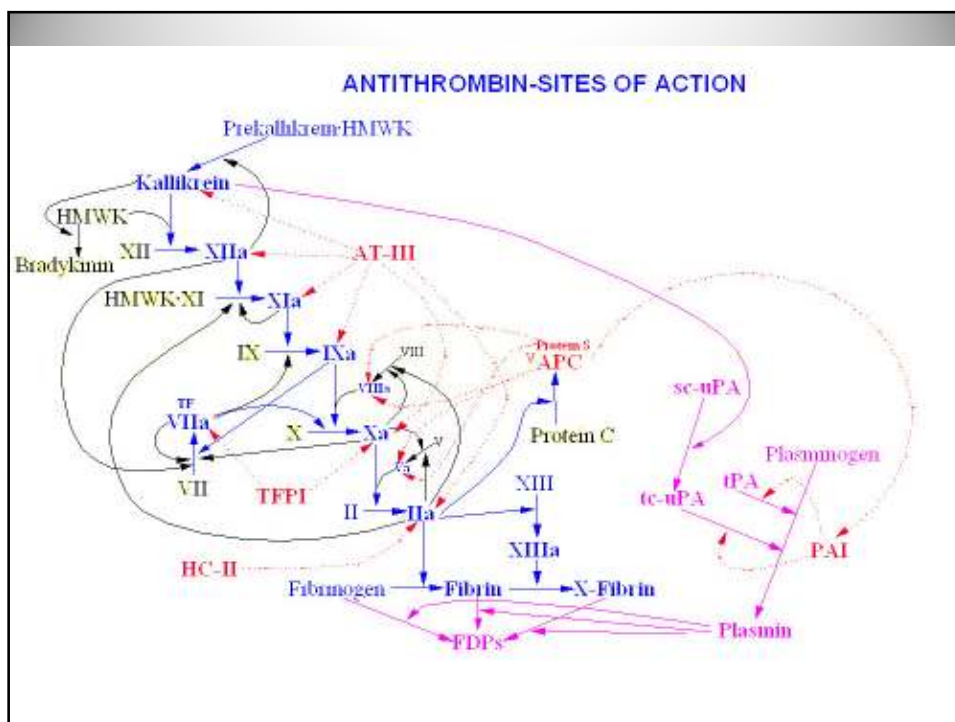 ANTITHROMBIN-SITES OF ACTION
Prekallikrein·HMWK
Kallikrein
HMWK
AT-III
XII
XIIa
Bradykinin
HMWK·XI
XIa
Protein S
IX
IXa
VIII
APC
VIIIa
sc-uPA
TF
VIIa
X
Xa
V
Protein C
Plasminogen
Va
VII
TFPI
XIII
tPA
tc-uPA
II
IIa
XIIIa
PAI
HC-II
Fibrinogen
Fibrin
X-Fibrin
Plasmin
FDPs